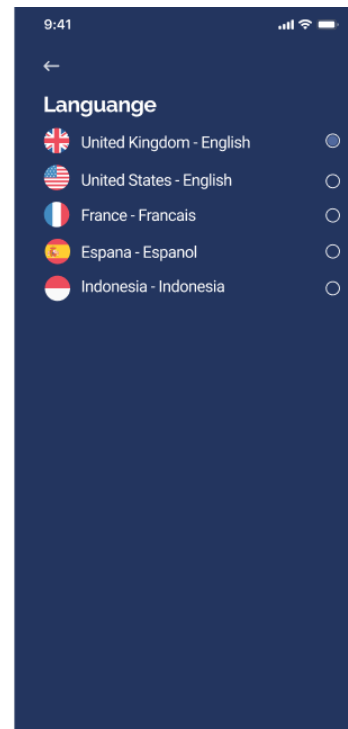 9:41
Languange
United Kingdom - English
United States - English
France - Francais
Espana - Espanol
Indonesia - Indonesia